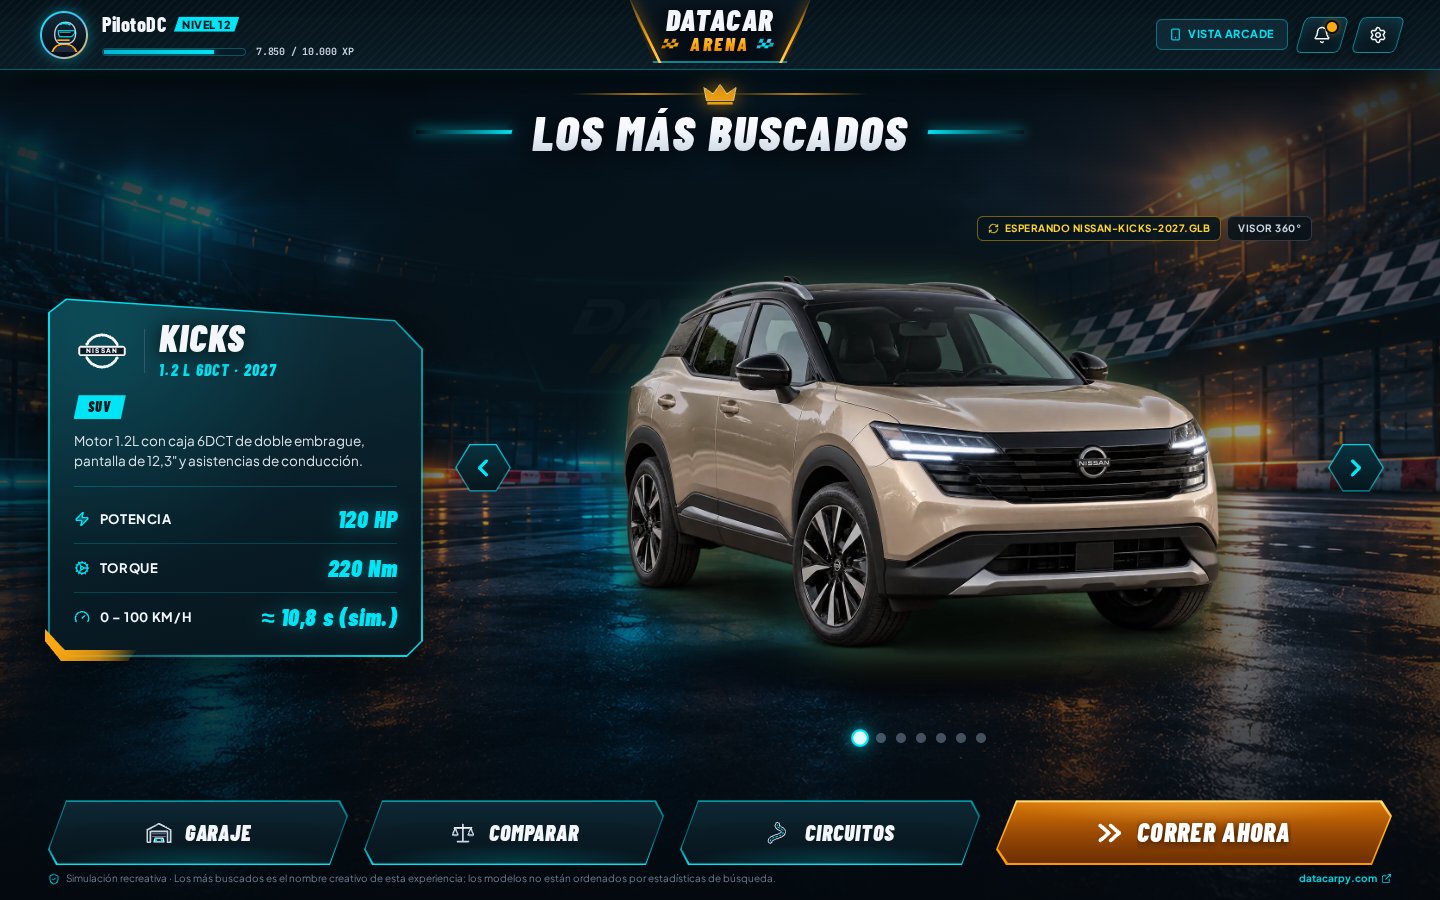 PilotoDC NIVEL 12
7.850 / 10.000 XP
DATACAR
ARENA
VISTA ARCADE
LOS MÁS BUSCADOS
ESPERANDO NISSAN-KICKS-2027.GLB
VISOR 360°
NISSAN
KICKS
1.2 L 6DCT · 2027
SUV
Motor 1.2L con caja 6DCT de doble embrague,
pantalla de 12,3" y asistencias de conducción.
POTENCIA 120 HP
TORQUE 220 Nm
0 – 100 KM/H ≈ 10,8 s (sim.)
NISSAN
GARAJE
COMPARAR
CIRCUITOS
CORRER AHORA
Simulación recreativa · Los más buscados es el nombre creativo de esta experiencia; los modelos no están ordenados por estadísticas de búsqueda.
datacarpy.com